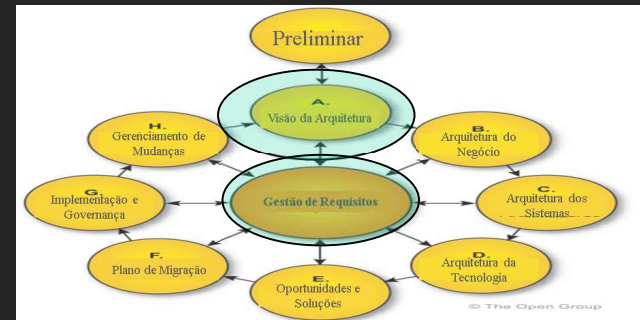 Preliminar
A.
Visão da Arquitetura
H.
Gerenciamento de
Mudanças
B.
Arquitetura do
Negócio
G.
Implementação e
Governança
Gestão de Requisitos
C.
Arquitetura dos
Sistemas
F.
Plano de Migração
D.
Arquitetura da
Tecnologia
E.
Oportunidades e
Soluções
© The Open Group